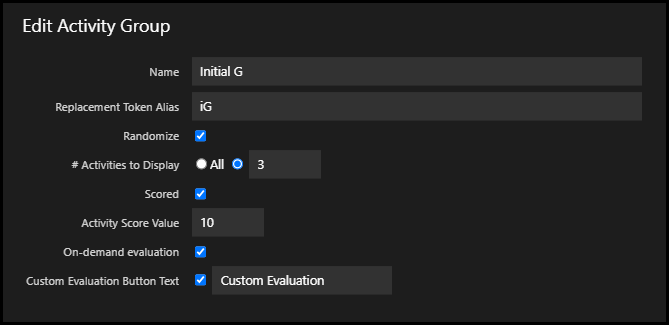 Edit Activity Group
Name Initial G
Replacement Token Alias iG
Randomize
# Activities to Display All 3
Scored
Activity Score Value 10
On-demand evaluation
Custom Evaluation Button Text Custom Evaluation